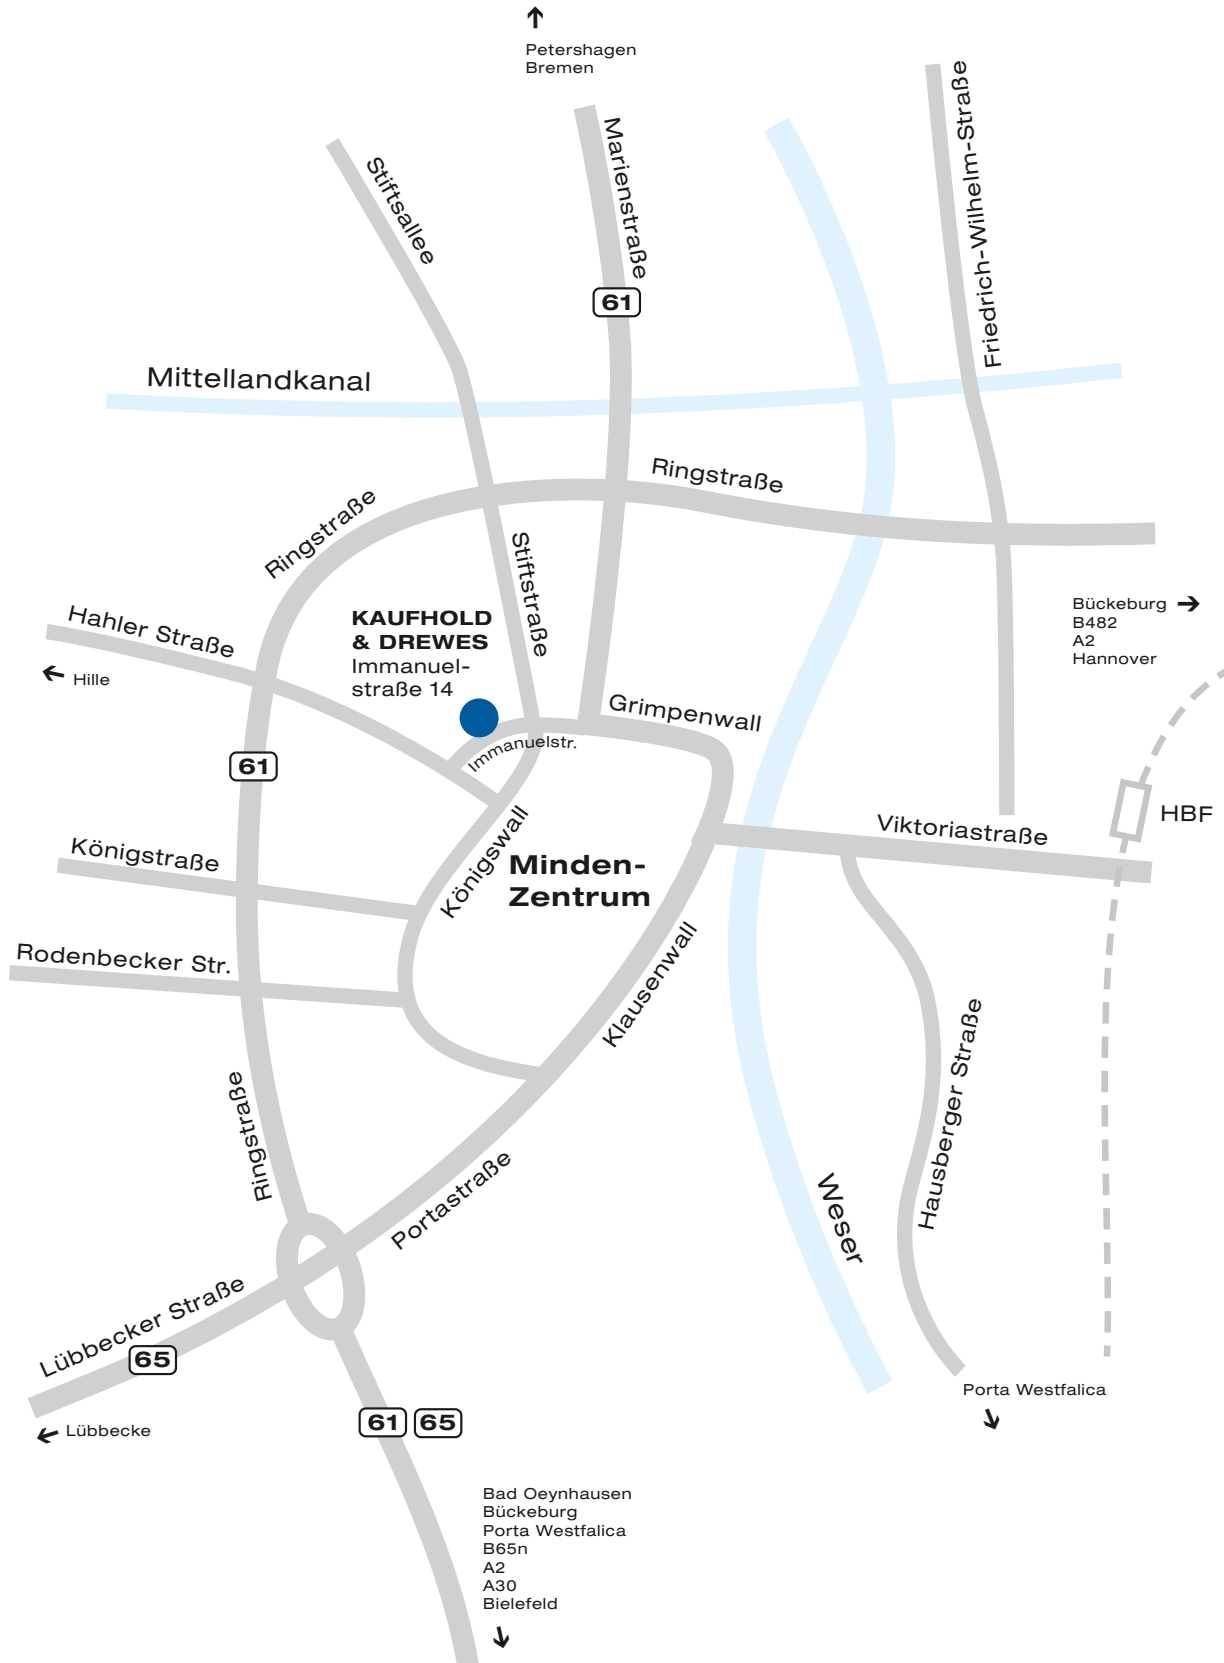 Petershagen
Bremen
Friedrich-Wilhelm-Straße
Marienstraße
Stiftsallee
61
Mittellandkanal
Ringstraße
Ringstraße
Stiftstraße
Bückeburg
B482
A2
Hannover
Hahler Straße
Hille
KAUFHOLD
& DREWES
Immanuel-
straße 14
Grimpenwall
Immanuelstr.
61
HBF
Viktoriastraße
Königstraße
Königswall
Minden-
Zentrum
Rodenbecker Str.
Klausenwall
Hausberger Straße
Ringstraße
Portastraße
Weser
Lübbecker Straße
65
Lübbecke
Porta Westfalica
61
65
Bad Oeynhausen
Bückeburg
Porta Westfalica
B65n
A2
A30
Bielefeld